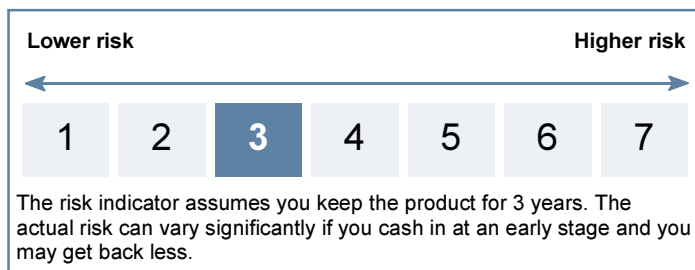 Lower risk Higher risk
1 2 3 4 5 6 7
The risk indicator assumes you keep the product for 3 years. The
actual risk can vary significantly if you cash in at an early stage and you
may get back less.